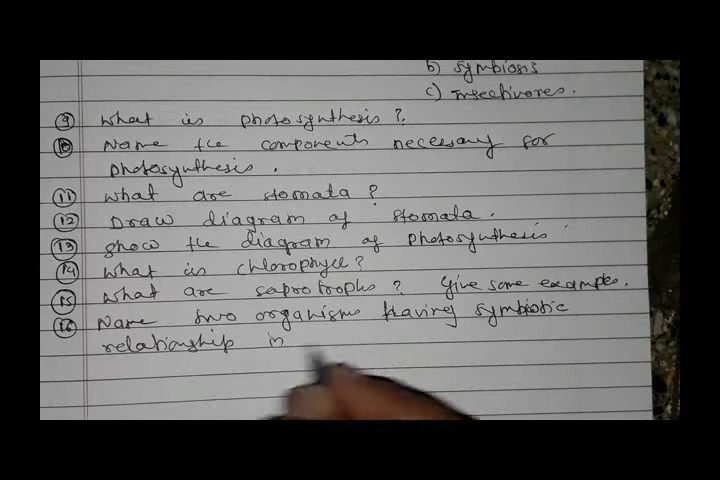 b) symbiosis
c) insectivores.
9 What is photosynthesis?
10 Name the components necessary for
photosynthesis.
11 What are stomata?
12 Draw diagram of stomata.
13 Show the diagram of photosynthesis
14 What is chlorophyll?
15 What are saprotrophs? Give some examples.
16 Name two organisms having symbiotic
relationship in